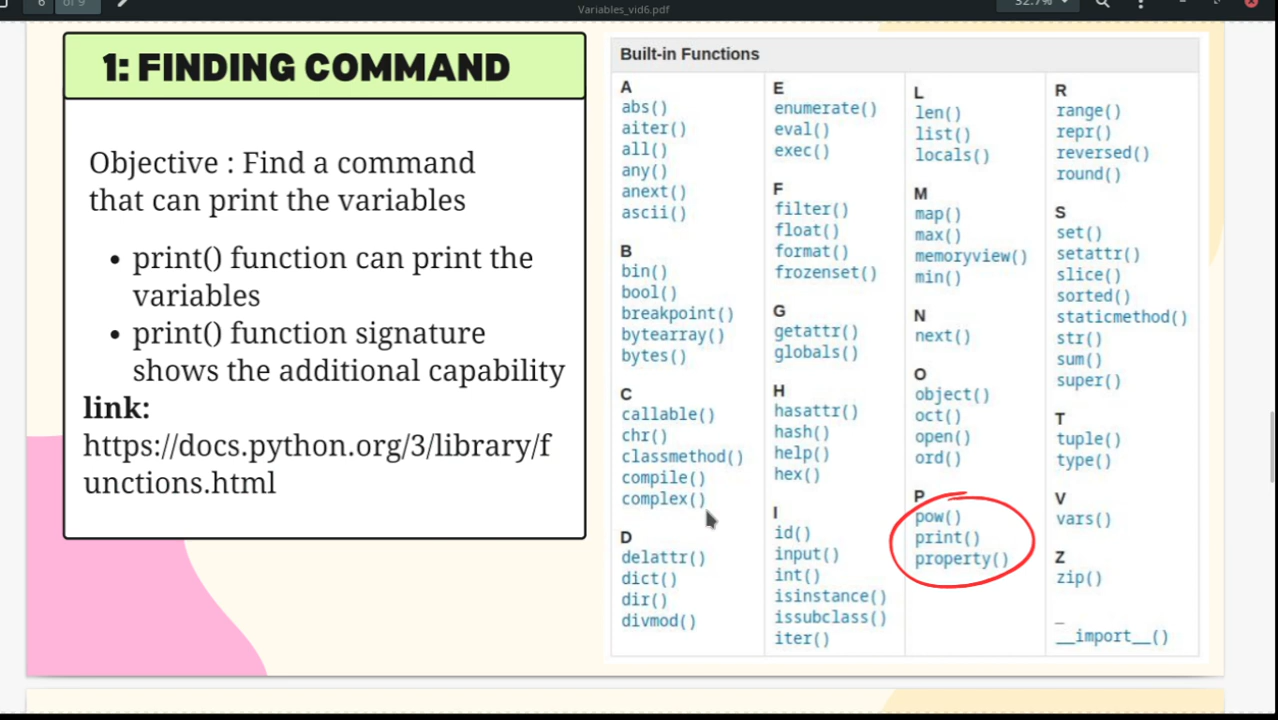 6 of 9
Variables_vid6.pdf
32.7%
1: FINDING COMMAND
Objective : Find a command
that can print the variables
• print() function can print the
variables
• print() function signature
shows the additional capability
link:
https://docs.python.org/3/library/f
unctions.html
Built-in Functions
A
abs()
aiter()
all()
any()
anext()
ascii()
B
bin()
bool()
breakpoint()
bytearray()
bytes()
C
callable()
chr()
classmethod()
compile()
complex()
D
delattr()
dict()
dir()
divmod()
E
enumerate()
eval()
exec()
F
filter()
float()
format()
frozenset()
G
getattr()
globals()
H
hasattr()
hash()
help()
hex()
I
id()
input()
int()
isinstance()
issubclass()
iter()
L
len()
list()
locals()
M
map()
max()
memoryview()
min()
N
next()
O
object()
oct()
open()
ord()
P
pow()
print()
property()
R
range()
repr()
reversed()
round()
S
set()
setattr()
slice()
sorted()
staticmethod()
str()
sum()
super()
T
tuple()
type()
V
vars()
Z
zip()
_
__import__()